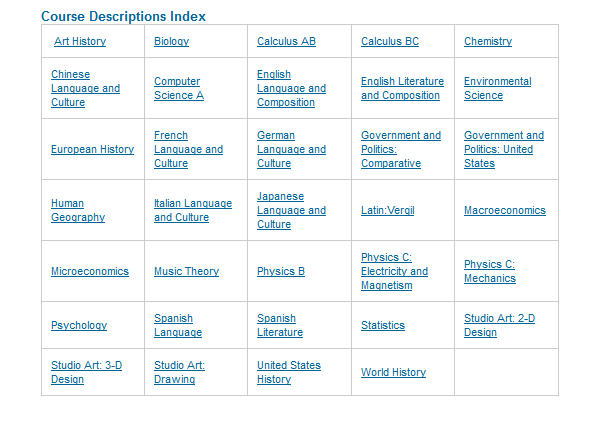 Course Descriptions Index
Art History
Biology
Calculus AB
Calculus BC
Chemistry
Chinese
Language and
Culture
Computer
Science A
English
Language and
Composition
English Literature
and Composition
Environmental
Science
European History
French
Language and
Culture
German
Language and
Culture
Government and
Politics:
Comparative
Government and
Politics: United
States
Human
Geography
Italian Language
and Culture
Japanese
Language and
Culture
Latin:Vergil
Macroeconomics
Microeconomics
Music Theory
Physics B
Physics C:
Electricity and
Magnetism
Physics C:
Mechanics
Psychology
Spanish
Language
Spanish
Literature
Statistics
Studio Art: 2-D
Design
Studio Art: 3-D
Design
Studio Art:
Drawing
United States
History
World History